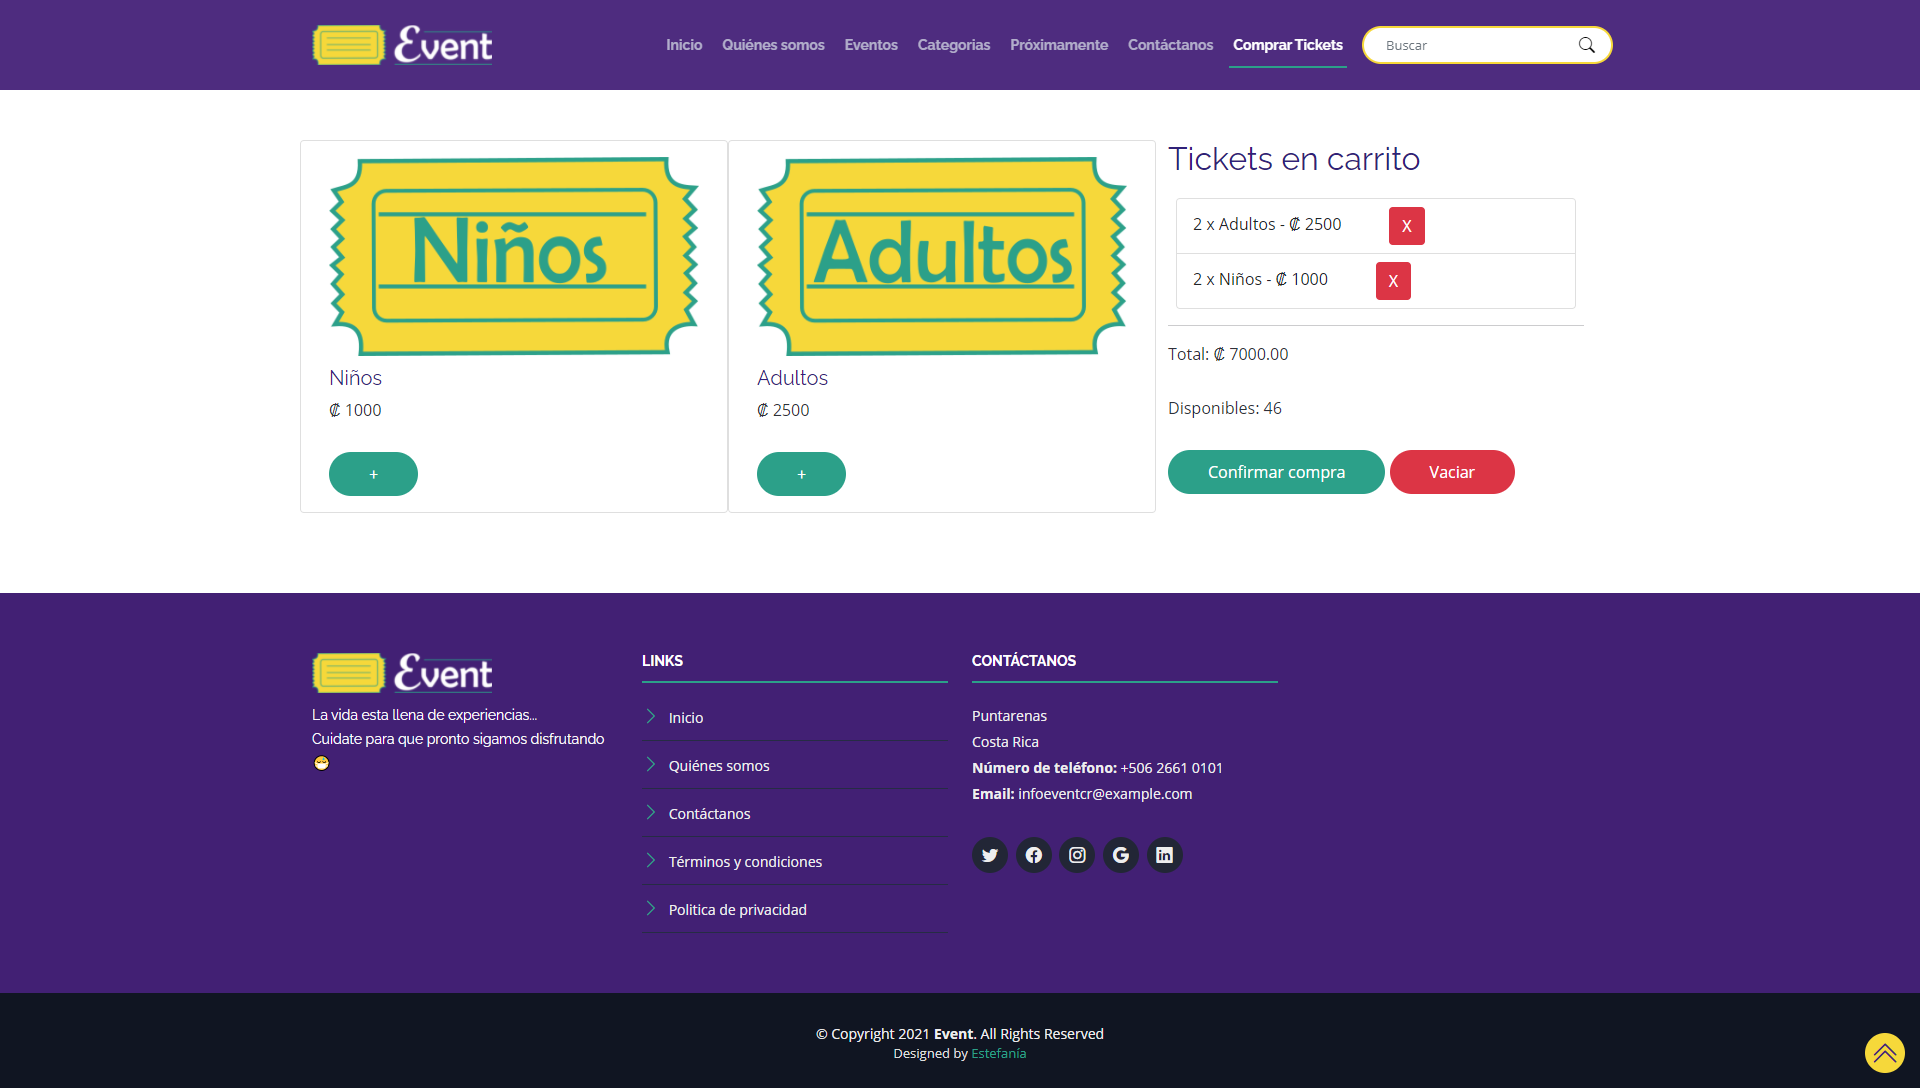 Event
Inicio
Quiénes somos
Eventos
Categorias
Próximamente
Contáctanos
Comprar Tickets
Buscar
Niños
Niños
₡ 1000
+
Adultos
Adultos
₡ 2500
+
Tickets en carrito
2 x Adultos - ₡ 2500
X
2 x Niños - ₡ 1000
X
Total: ₡ 7000.00
Disponibles: 46
Confirmar compra
Vaciar
Event
La vida esta llena de experiencias...
Cuidate para que pronto sigamos disfrutando
😷
LINKS
Inicio
Quiénes somos
Contáctanos
Términos y condiciones
Politica de privacidad
CONTÁCTANOS
Puntarenas
Costa Rica
Número de teléfono: +506 2661 0101
Email: infoeventcr@example.com
© Copyright 2021 Event. All Rights Reserved
Designed by Estefanía